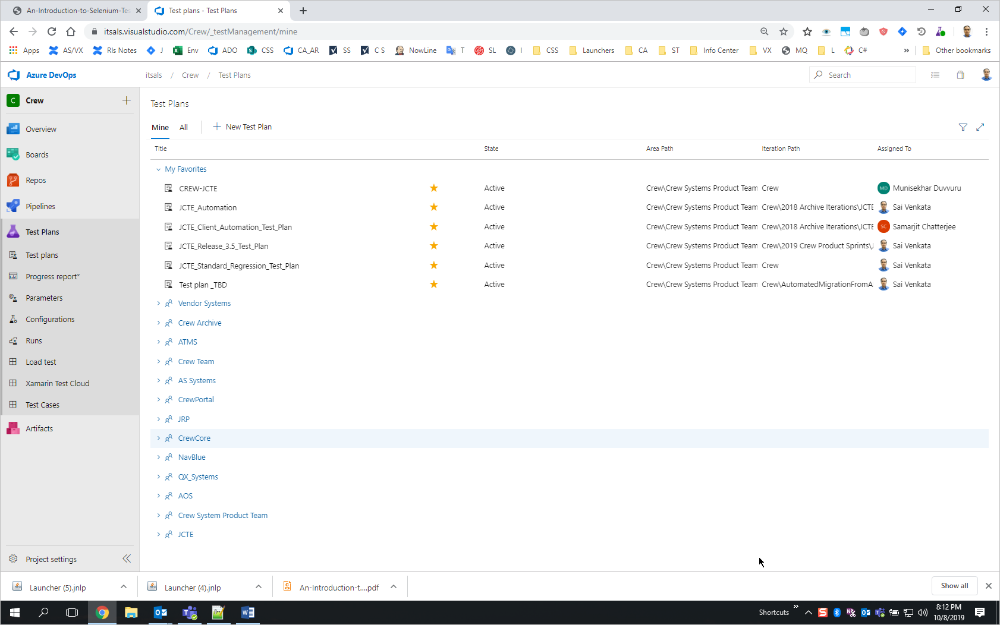 An-Introduction-to-Selenium-Tes
Test plans - Test Plans
itsals.visualstudio.com/Crew/_testManagement/mine
Apps AS/VX RIs Notes J Env ADO CSS CA_AR SS C S NowLine T SL I CSS Launchers CA ST Info Center VX MQ L C# » Other bookmarks
Azure DevOps
itsals / Crew / Test Plans
Search
C Crew
Overview
Boards
Repos
Pipelines
Test Plans
Test plans
Progress report*
Parameters
Configurations
Runs
Load test
Xamarin Test Cloud
Test Cases
Artifacts
Project settings
Test Plans
Mine All New Test Plan
Title State Area Path Iteration Path Assigned To
My Favorites
CREW-JCTE Active Crew\Crew Systems Product Team Crew MD Munisekhar Duvvuru
JCTE_Automation Active Crew\Crew Systems Product Team Crew\2018 Archive Iterations\JCTE Sai Venkata
JCTE_Client_Automation_Test_Plan Active Crew\Crew Systems Product Team Crew\2018 Archive Iterations\JCTE SC Samarjit Chatterjee
JCTE_Release_3.5_Test_Plan Active Crew\Crew Systems Product Team Crew\2019 Crew Product Sprints\J Sai Venkata
JCTE_Standard_Regression_Test_Plan Active Crew\Crew Systems Product Team Crew Sai Venkata
Test plan _TBD Active Crew\Crew Systems Product Team Crew\AutomatedMigrationFromA Sai Venkata
Vendor Systems
Crew Archive
ATMS
Crew Team
AS Systems
CrewPortal
JRP
CrewCore
NavBlue
QX_Systems
AOS
Crew System Product Team
JCTE
Launcher (5).jnlp
Launcher (4).jnlp
An-Introduction-t....pdf
Show all
Shortcuts »
8:12 PM
10/8/2019